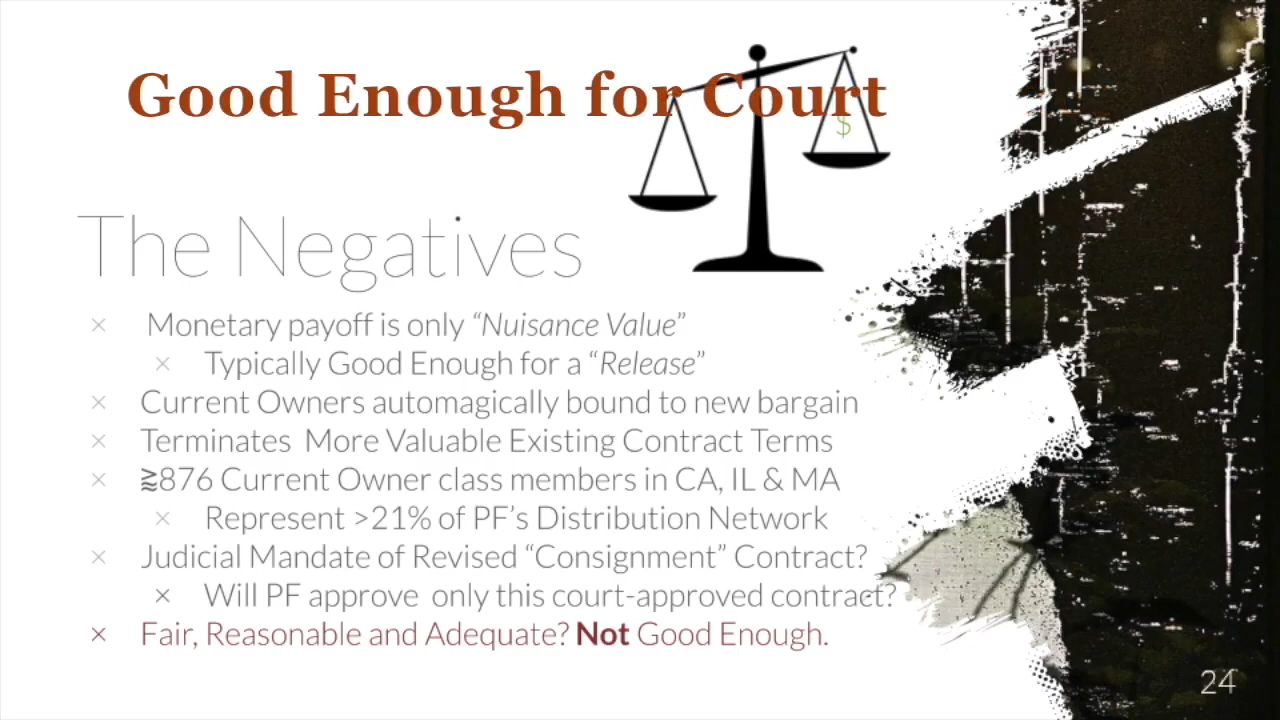 Good Enough for Court
$
The Negatives
× Monetary payoff is only “Nuisance Value”
× Typically Good Enough for a “Release”
× Current Owners automagically bound to new bargain
× Terminates More Valuable Existing Contract Terms
× ≳876 Current Owner class members in CA, IL & MA
× Represent >21% of PF’s Distribution Network
× Judicial Mandate of Revised “Consignment” Contract?
× Will PF approve only this court-approved contract?
× Fair, Reasonable and Adequate? Not Good Enough.
24